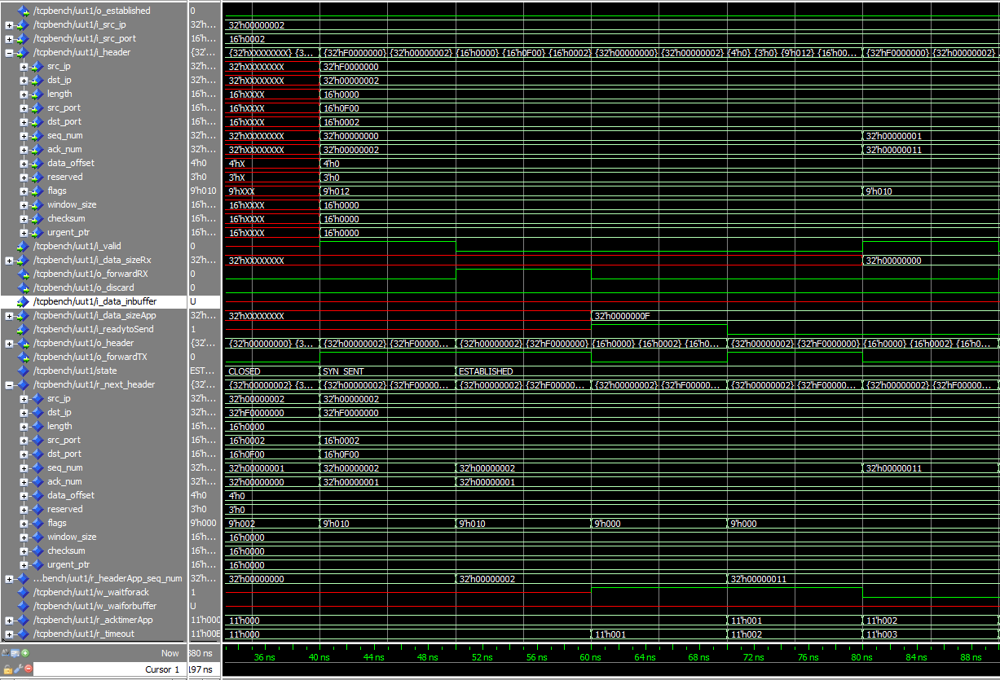 /tcpbench/uut1/o_established 0
/tcpbench/uut1/i_src_ip 32'h... 32'h00000002
/tcpbench/uut1/i_src_port 16'h... 16'h0002
/tcpbench/uut1/i_header {32'... {32'hXXXXXXXX} {3... {32'hF0000000} {32'h00000002} {16'h0000} {16'h0F00} {16'h0002} {32'h00000000} {32'h00000002} {4'h0} {3'h0} {9'h012} {16'h00... {32'hF0000000} {32'h00000002}
src_ip 32'h... 32'hXXXXXXXX 32'hF0000000
dst_ip 32'h... 32'hXXXXXXXX 32'h00000002
length 16'h... 16'hXXXX 16'h0000
src_port 16'h... 16'hXXXX 16'h0F00
dst_port 16'h... 16'hXXXX 16'h0002
seq_num 32'h... 32'hXXXXXXXX 32'h00000000 32'h00000001
ack_num 32'h... 32'hXXXXXXXX 32'h00000002 32'h00000011
data_offset 4'h0 4'hX 4'h0
reserved 3'h0 3'hX 3'h0
flags 9'h010 9'hXXX 9'h012 9'h010
window_size 16'h... 16'hXXXX 16'h0000
checksum 16'h... 16'hXXXX 16'h0000
urgent_ptr 16'h... 16'hXXXX 16'h0000
/tcpbench/uut1/i_valid 0
/tcpbench/uut1/i_data_sizeRx 32'h... 32'hXXXXXXXX 32'h00000000
/tcpbench/uut1/o_forwardRX 0
/tcpbench/uut1/o_discard 0
/tcpbench/uut1/i_data_inbuffer U
/tcpbench/uut1/i_data_sizeApp 32'h... 32'hXXXXXXXX 32'h0000000F
/tcpbench/uut1/i_readytoSend 1
/tcpbench/uut1/o_header {32'... {32'h00000000} {3... {32'h00000002} {32'hF00000... {32'h00000002} {32'hF00000... {16'h0000} {16'h0002} {16'h0... {32'h00000002} {32'hF0000000} {16'h0000} {16'h0002} {16'h0...
/tcpbench/uut1/o_forwardTX 0
/tcpbench/uut1/state EST... CLOSED SYN_SENT ESTABLISHED
/tcpbench/uut1/r_next_header {32'... {32'h00000002} {3... {32'h00000002} {32'hF00000... {32'h00000002} {32'hF00000... {32'h00000002} {32'hF00000... {32'h00000002} {32'hF00000... {32'h00000002} {32'hF00000...
src_ip 32'h... 32'h00000002 32'h00000002
dst_ip 32'h... 32'hF0000000 32'hF0000000
length 16'h... 16'h0000
src_port 16'h... 16'h0002 16'h0002
dst_port 16'h... 16'h0F00 16'h0F00
seq_num 32'h... 32'h00000001 32'h00000002 32'h00000002 32'h00000011
ack_num 32'h... 32'h00000000 32'h00000001 32'h00000001
data_offset 4'h0 4'h0
reserved 3'h0 3'h0
flags 9'h000 9'h002 9'h010 9'h010 9'h000 9'h000
window_size 16'h... 16'h0000
checksum 16'h... 16'h0000
urgent_ptr 16'h... 16'h0000
...bench/uut1/r_headerApp_seq_num 32'h... 32'h00000000 32'h00000002 32'h00000011
/tcpbench/uut1/w_waitforack 1
/tcpbench/uut1/w_waiforbuffer U
/tcpbench/uut1/r_acktimerApp 11'h000 11'h000 11'h001 11'h002
/tcpbench/uut1/r_timeout 11'h00E 11'h000 11'h001 11'h002 11'h003
Now 380 ns 36 ns 40 ns 44 ns 48 ns 52 ns 56 ns 60 ns 64 ns 68 ns 72 ns 76 ns 80 ns 84 ns 88 ns
Cursor 1 197 ns